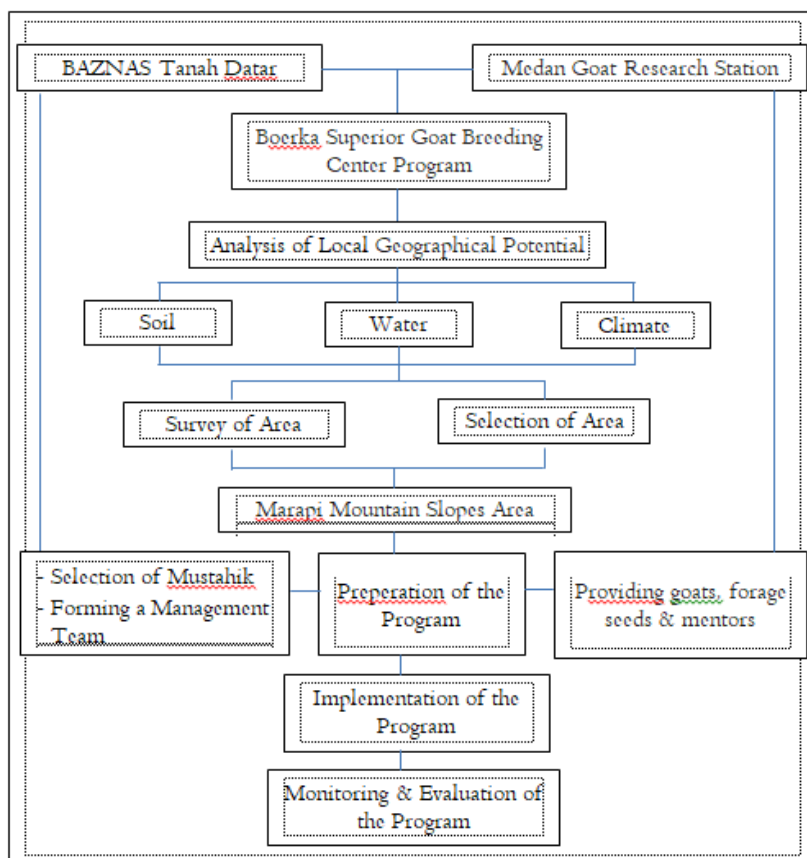 BAZNAS Tanah Datar
Medan Goat Research Station
Boerka Superior Goat Breeding
Center Program
Analysis of Local Geographical Potential
Soil
Water
Climate
Survey of Area
Selection of Area
Marapi Mountain Slopes Area
- Selection of Mustahik
- Forming a Management
Team
Preperation of the
Program
Providing goats, forage
seeds & mentors
Implementation of the
Program
Monitoring & Evaluation of
the Program